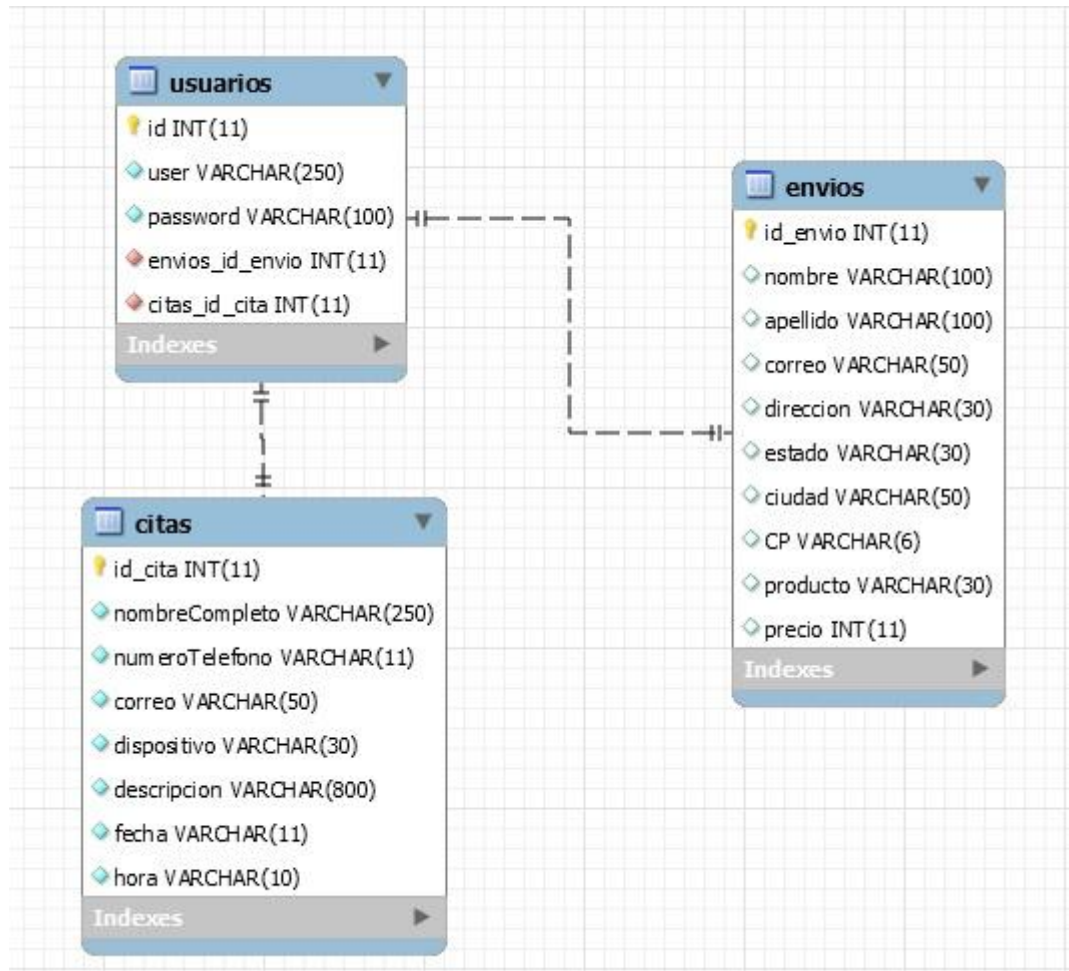 usuarios
id INT(11)
user VARCHAR(250)
password VARCHAR(100)
envios_id_envio INT(11)
citas_id_cita INT(11)
Indexes
envios
id_envio INT(11)
nombre VARCHAR(100)
apellido VARCHAR(100)
correo VARCHAR(50)
direccion VARCHAR(30)
estado VARCHAR(30)
ciudad VARCHAR(50)
CP VARCHAR(6)
producto VARCHAR(30)
precio INT(11)
Indexes
citas
id_cita INT(11)
nombreCompleto VARCHAR(250)
numeroTelefono VARCHAR(11)
correo VARCHAR(50)
dispositivo VARCHAR(30)
descripcion VARCHAR(800)
fecha VARCHAR(11)
hora VARCHAR(10)
Indexes